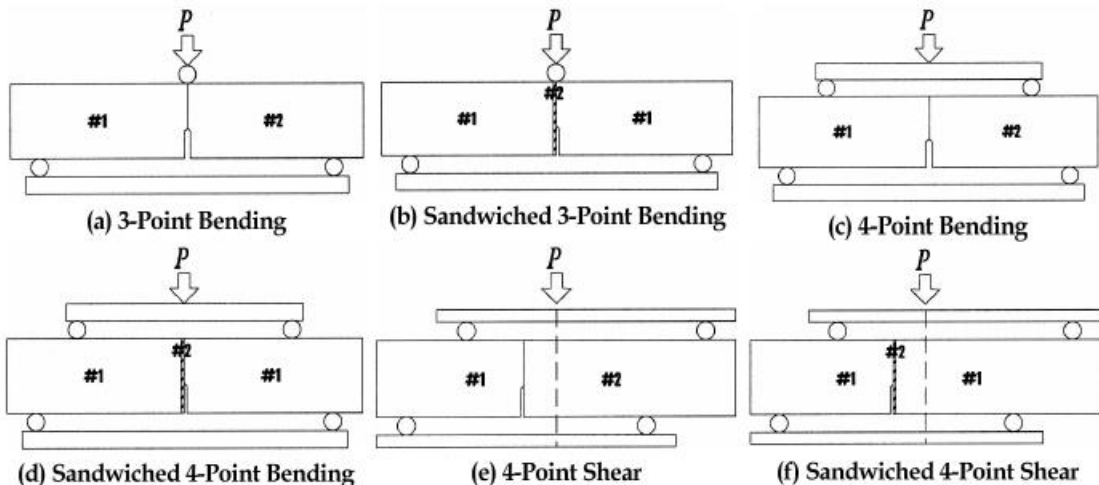 P
P
P
#1
#2
#1
#2
#1
#1
#2
(a) 3-Point Bending
(b) Sandwiched 3-Point Bending
(c) 4-Point Bending
P
P
P
#1
#2
#1
#1
#2
#1
#2
#1
(d) Sandwiched 4-Point Bending
(e) 4-Point Shear
(f) Sandwiched 4-Point Shear